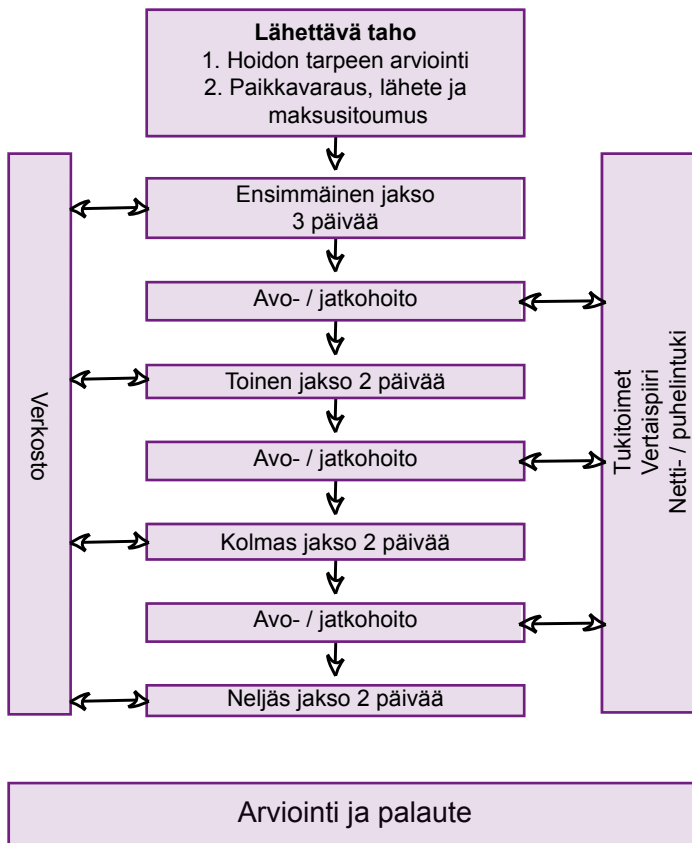 Lähettävä taho
1. Hoidon tarpeen arviointi
2. Paikkavaraus, lähete ja
maksusitoumus
Ensimmäinen jakso
3 päivää
Avo- / jatkohoito
Toinen jakso 2 päivää
Avo- / jatkohoito
Kolmas jakso 2 päivää
Avo- / jatkohoito
Neljäs jakso 2 päivää
Verkosto
Tukitoimet
Vertaispiiri
Netti- / puhelintuki
Arviointi ja palaute